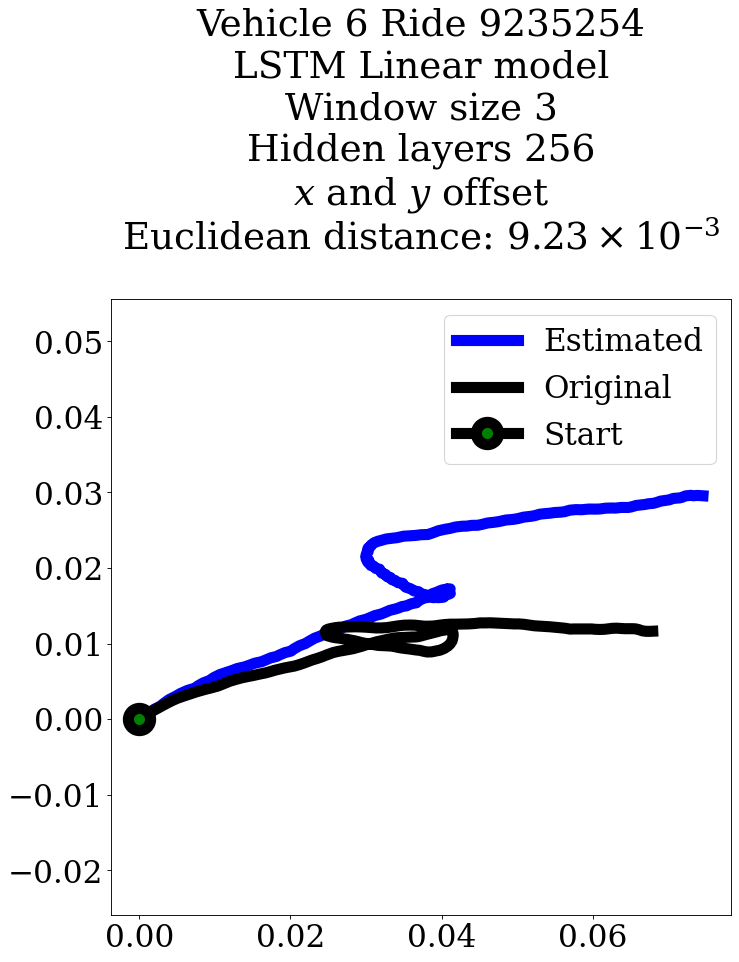 Vehicle 6 Ride 9235254
LSTM Linear model
Window size 3
Hidden layers 256
x and y offset
Euclidean distance: 9.23 × 10⁻³
Estimated
Original
Start
0.05
0.04
0.03
0.02
0.01
0.00
−0.01
−0.02
0.00 0.02 0.04 0.06